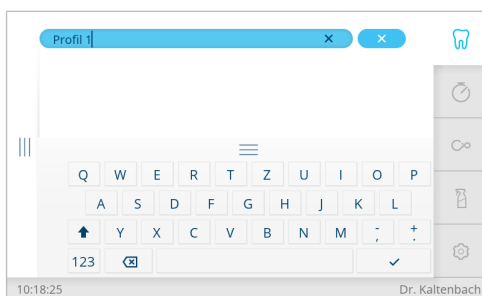 Profil 1
Q W E R T Z U I O P
A S D F G H J K L
Y X C V B N M - , + .
123
10:18:25 Dr. Kaltenbach